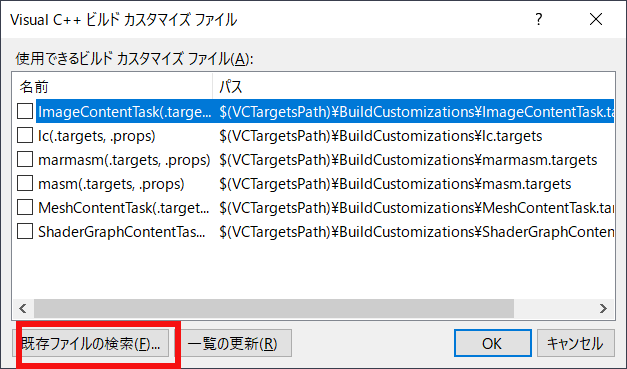 Visual C++ ビルド カスタマイズ ファイル
使用できるビルド カスタマイズ ファイル(A):
名前 パス
ImageContentTask(.targe... $(VCTargetsPath)¥BuildCustomizations¥ImageContentTask.ta
lc(.targets, .props) $(VCTargetsPath)¥BuildCustomizations¥lc.targets
marmasm(.targets, .props) $(VCTargetsPath)¥BuildCustomizations¥marmasm.targets
masm(.targets, .props) $(VCTargetsPath)¥BuildCustomizations¥masm.targets
MeshContentTask(.target... $(VCTargetsPath)¥BuildCustomizations¥MeshContentTask.tar
ShaderGraphContentTas... $(VCTargetsPath)¥BuildCustomizations¥ShaderGraphConten
既存ファイルの検索(F)... 一覧の更新(R) OK キャンセル